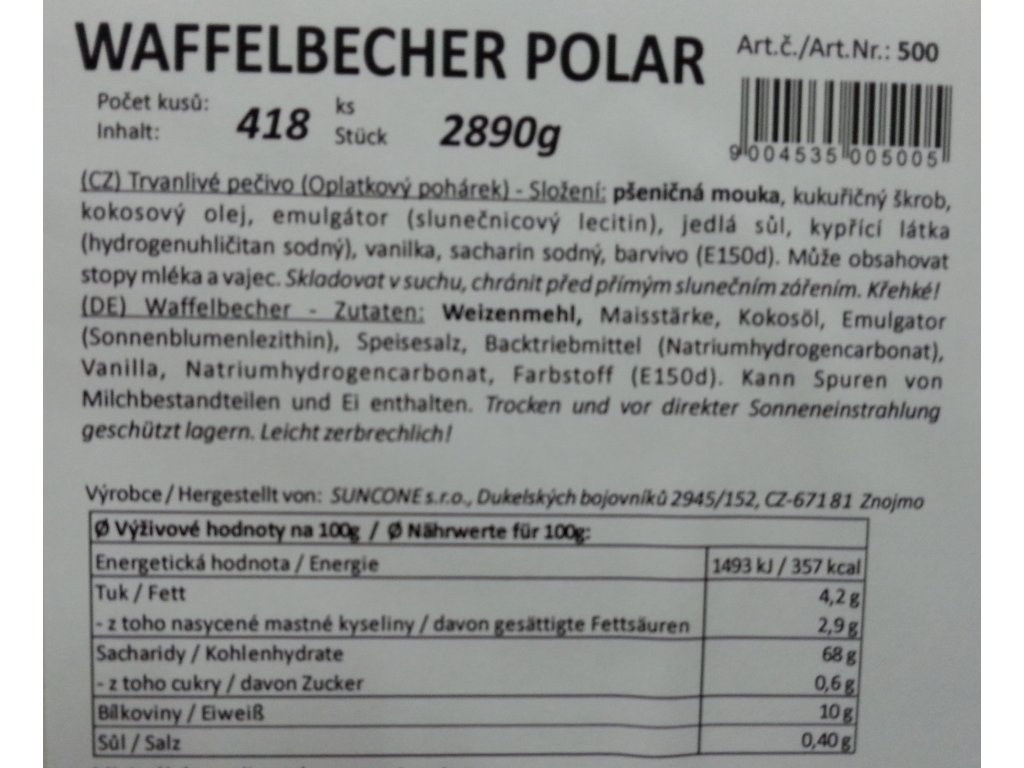 WAFFELBECHER POLAR
Art.č./Art.Nr.: 500
Počet kusů: 418 ks 2890g
Inhalt: Stück
9 004535 005005
(CZ) Trvanlivé pečivo (Oplatkový pohárek) - Složení: pšeničná mouka, kukuřičný škrob,
kokosový olej, emulgátor (slunečnicový lecitin), jedlá sůl, kypřící látka
(hydrogenuhličitan sodný), vanilka, sacharin sodný, barvivo (E150d). Může obsahovat
stopy mléka a vajec. Skladovat v suchu, chránit před přímým slunečním zářením. Křehké!
(DE) Waffelbecher - Zutaten: Weizenmehl, Maisstärke, Kokosöl, Emulgator
(Sonnenblumenlezithin), Speisesalz, Backtriebmittel (Natriumhydrogencarbonat),
Vanilla, Natriumhydrogencarbonat, Farbstoff (E150d). Kann Spuren von
Milchbestandteilen und Ei enthalten. Trocken und vor direkter Sonneneinstrahlung
geschützt lagern. Leicht zerbrechlich!
Výrobce / Hergestellt von: SUNCONE s.r.o., Dukelských bojovníků 2945/152, CZ-671 81 Znojmo
Ø Výživové hodnoty na 100g / Ø Nährwerte für 100g:
Energetická hodnota / Energie 1493 kJ / 357 kcal
Tuk / Fett 4,2 g
- z toho nasycené mastné kyseliny / davon gesättigte Fettsäuren 2,9 g
Sacharidy / Kohlenhydrate 68 g
- z toho cukry / davon Zucker 0,6 g
Bílkoviny / Eiweiß 10 g
Sůl / Salz 0,40 g